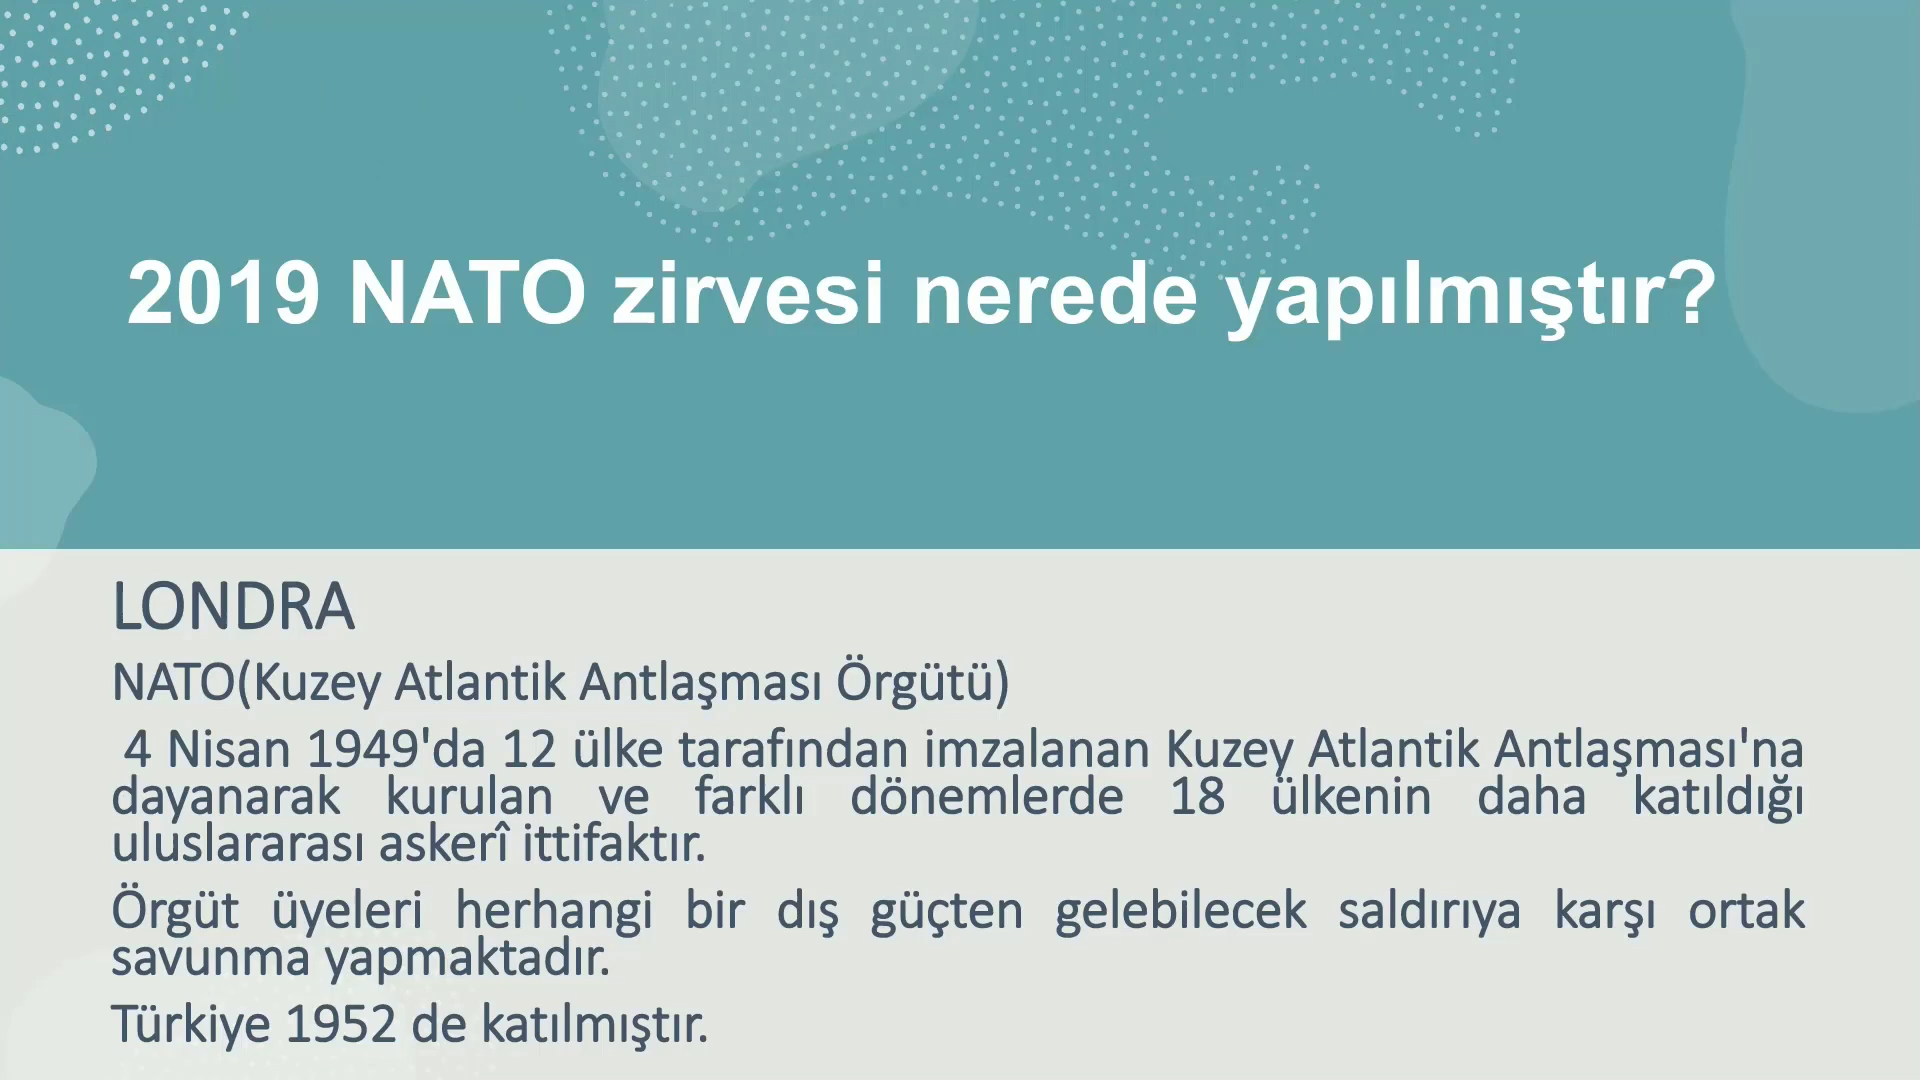 2019 NATO zirvesi nerede yapılmıştır?
LONDRA
NATO(Kuzey Atlantik Antlaşması Örgütü)
4 Nisan 1949'da 12 ülke tarafından imzalanan Kuzey Atlantik Antlaşması'na
dayanarak kurulan ve farklı dönemlerde 18 ülkenin daha katıldığı
uluslararası askerî ittifaktır.
Örgüt üyeleri herhangi bir dış güçten gelebilecek saldırıya karşı ortak
savunma yapmaktadır.
Türkiye 1952 de katılmıştır.